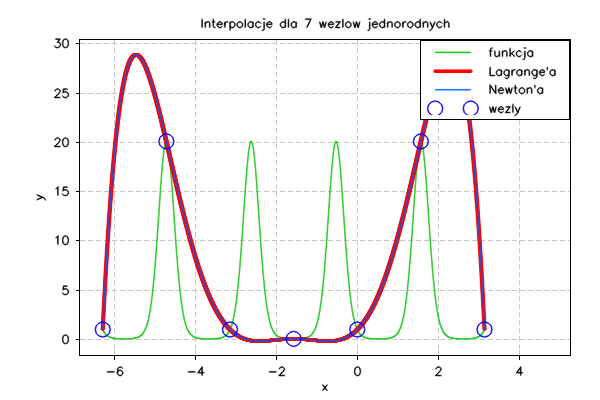 Interpolacje dla 7 wezlow jednorodnych
funkcja
Lagrange'a
Newton'a
wezly
30
25
20
15
10
5
0
y
−6
−4
−2
0
2
4
x